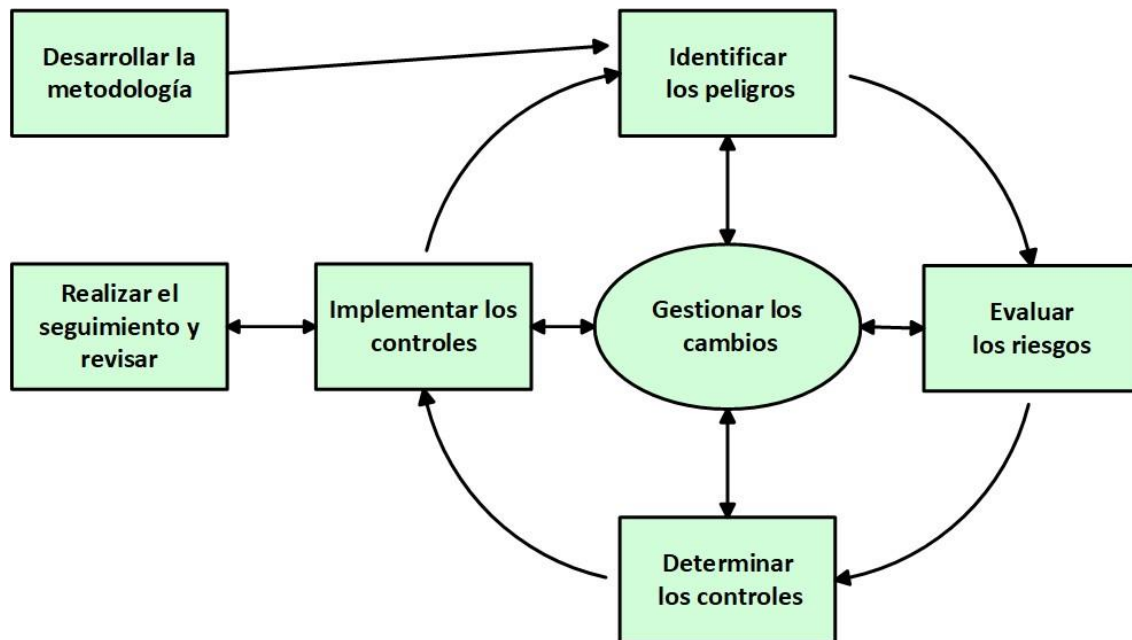 Desarrollar la
metodología
Identificar
los peligros
Realizar el
seguimiento y
revisar
Implementar los
controles
Gestionar los
cambios
Evaluar
los riesgos
Determinar
los controles